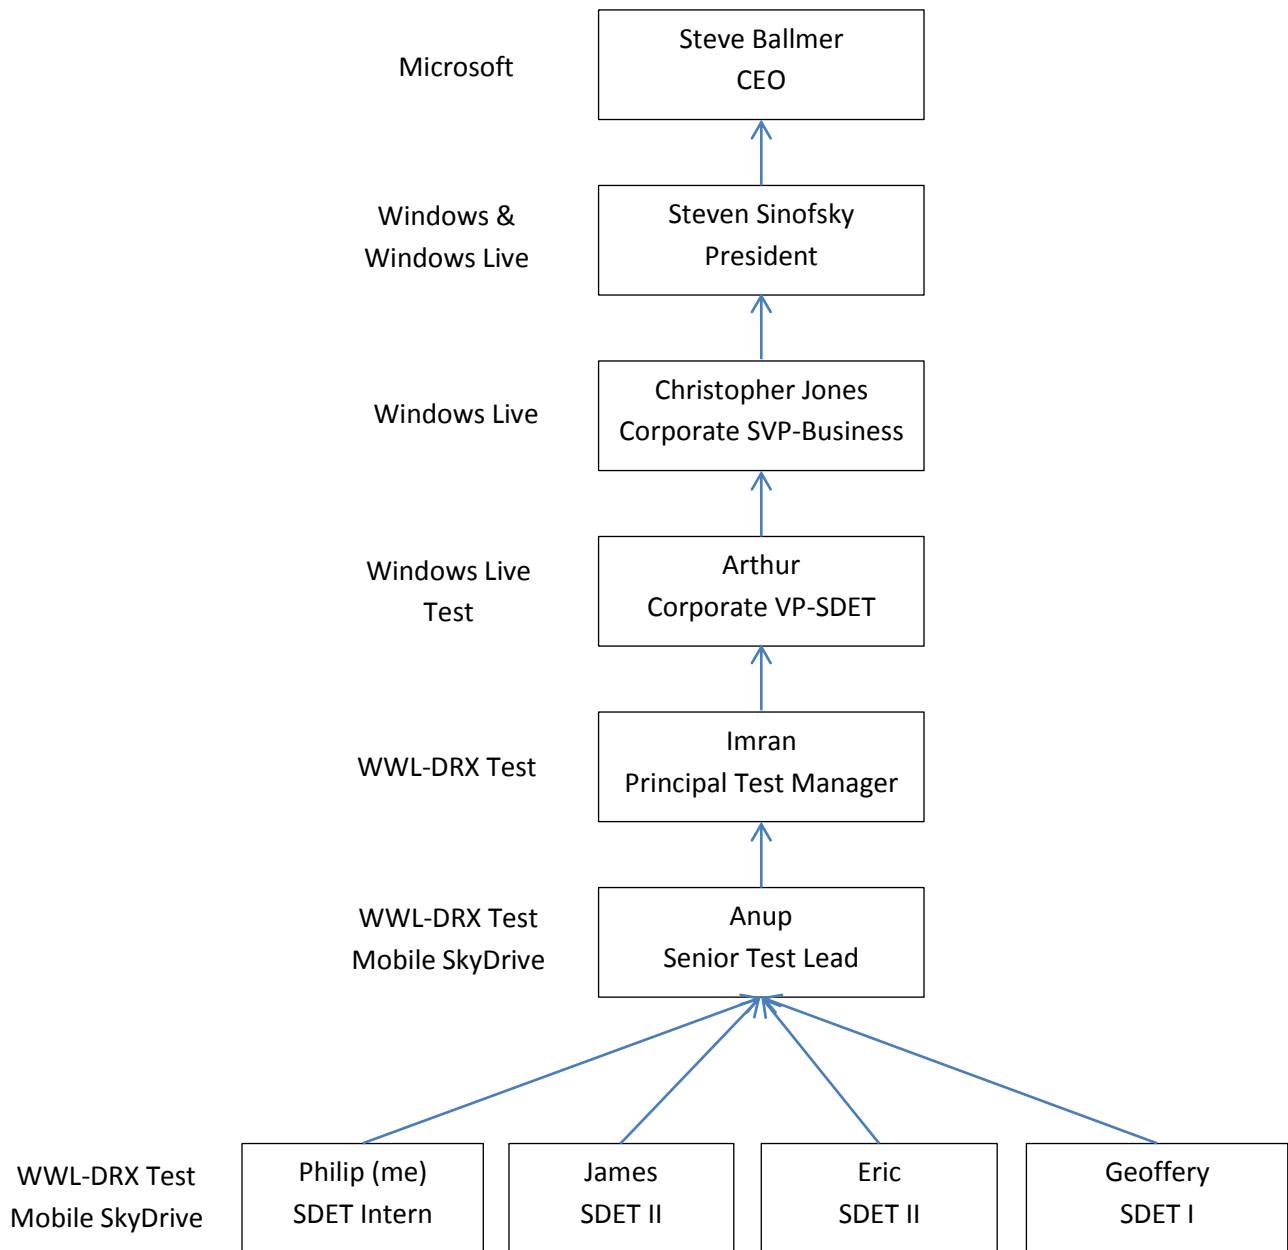 Microsoft
Steve Ballmer
CEO
Windows &
Windows Live
Steven Sinofsky
President
Windows Live
Christopher Jones
Corporate SVP-Business
Windows Live
Test
Arthur
Corporate VP-SDET
WWL-DRX Test
Imran
Principal Test Manager
WWL-DRX Test
Mobile SkyDrive
Anup
Senior Test Lead
WWL-DRX Test
Mobile SkyDrive
Philip (me)
SDET Intern
James
SDET II
Eric
SDET II
Geoffery
SDET I